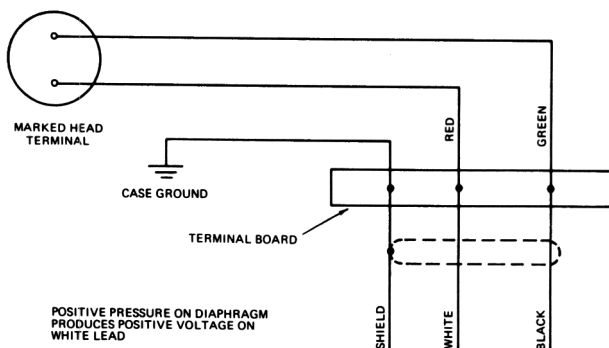 MARKED HEAD
TERMINAL
RED
GREEN
CASE GROUND
TERMINAL BOARD
POSITIVE PRESSURE ON DIAPHRAGM
PRODUCES POSITIVE VOLTAGE ON
WHITE LEAD
SHIELD
WHITE
BLACK